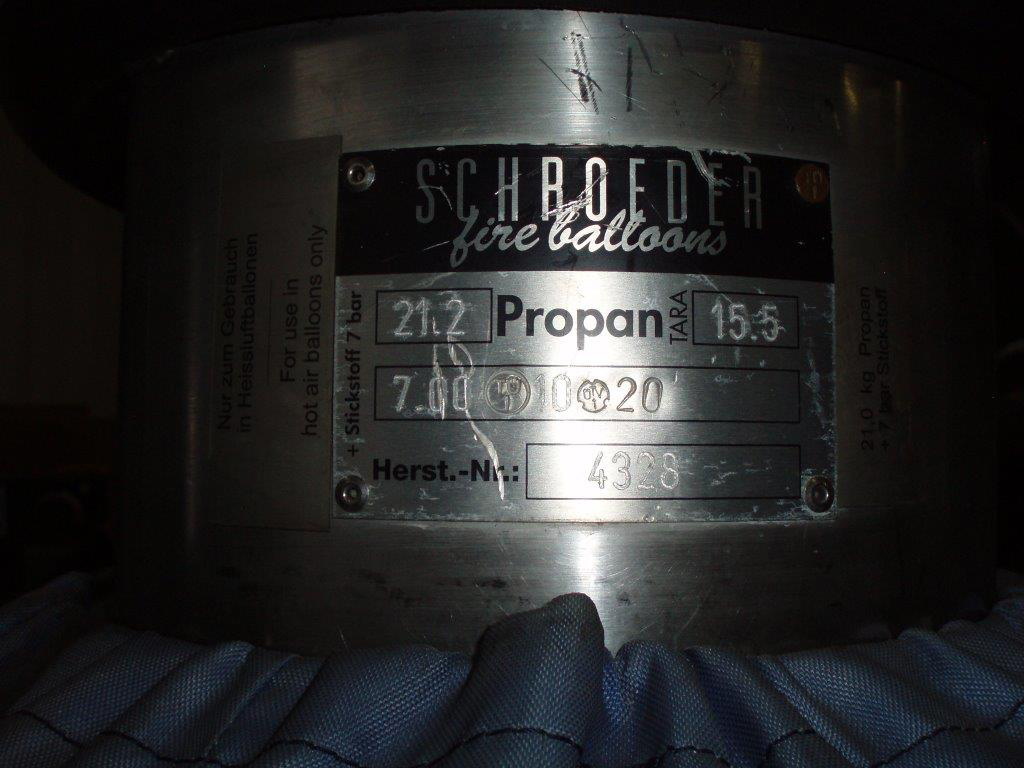 SCHROEDER
fire balloons
21.2 Propan TARA 15.5
+ Stickstoff 7 bar
7.00 10 20
Herst.-Nr.: 4328
Nur zum Gebrauch
in Heissluftballonen
For use in
hot air balloons only
21,0 kg Propan
+ 7 bar Stickstoff